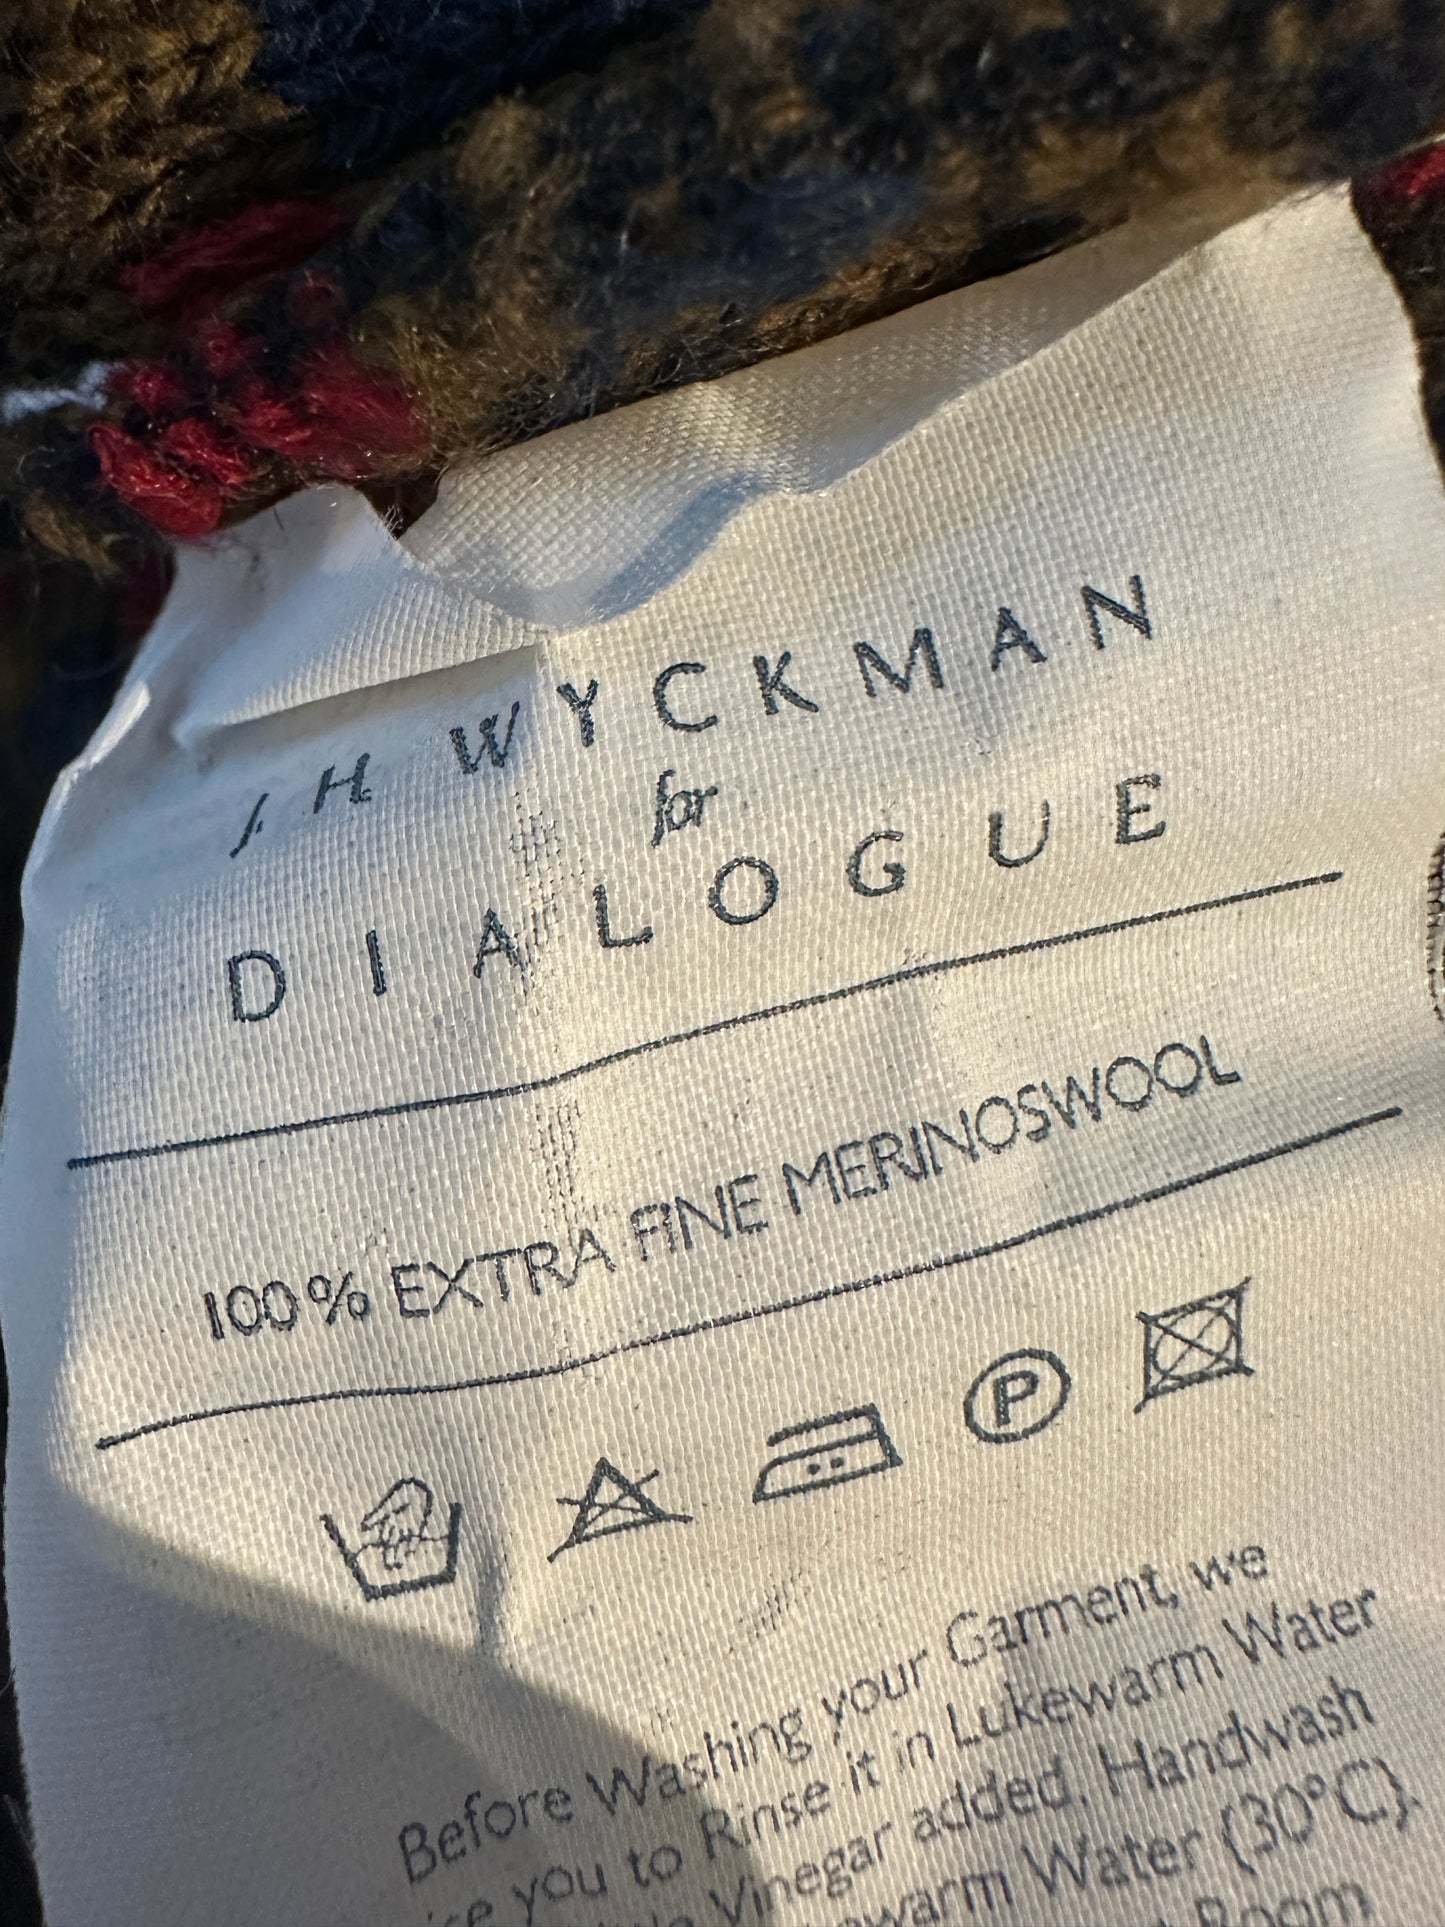 J. H. WYCKMAN
for
DIALOGUE
100% EXTRA FINE MERINOSWOOL
P
Before Washing your Garment, we
you to Rinse it in Lukewarm Water
Vinegar added. Handwash
Water (30°C).
Room